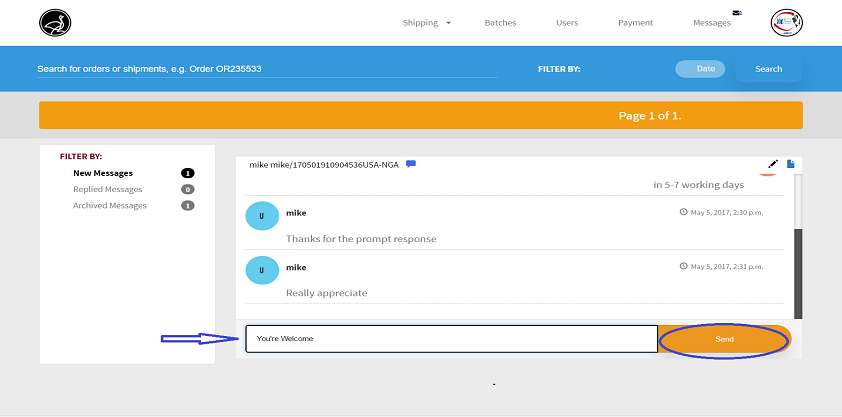 Shipping Batches Users Payment Messages
Search for orders or shipments, e.g. Order OR235533 FILTER BY: Date Search
Page 1 of 1.
FILTER BY:
New Messages 1
Replied Messages 0
Archived Messages 1
mike mike/170501910904536USA-NGA
in 5-7 working days
U mike May 5, 2017, 2:30 p.m.
Thanks for the prompt response
U mike May 5, 2017, 2:31 p.m.
Really appreciate
You're Welcome Send